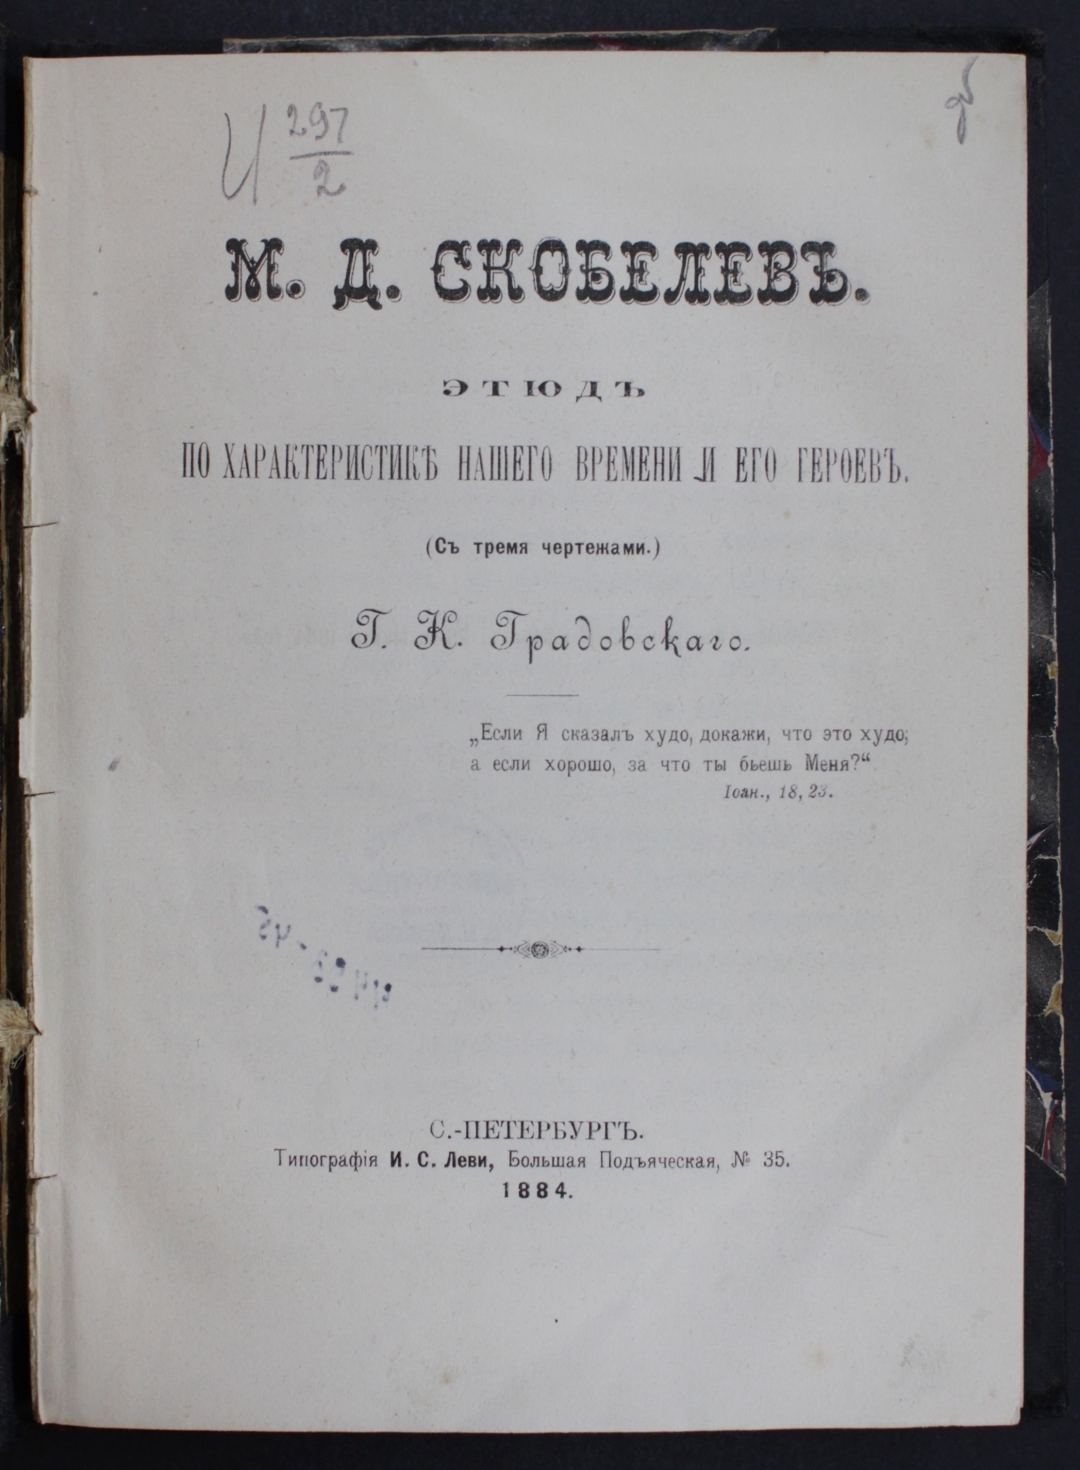 И 297
2
М. Д. СКОБЕЛЕВЪ.
ЭТЮДЪ
ПО ХАРАКТЕРИСТИКѢ НАШЕГО ВРЕМЕНИ И ЕГО ГЕРОЕВЪ.
(Съ тремя чертежами.)
Г. К. Градовскаго.
„Если Я сказалъ худо, докажи, что это худо;
а если хорошо, за что ты бьешь Меня?“
Іоан., 18, 23.
С.-ПЕТЕРБУРГЪ.
Типографія И. С. Леви, Большая Подъяческая, № 35.
1884.